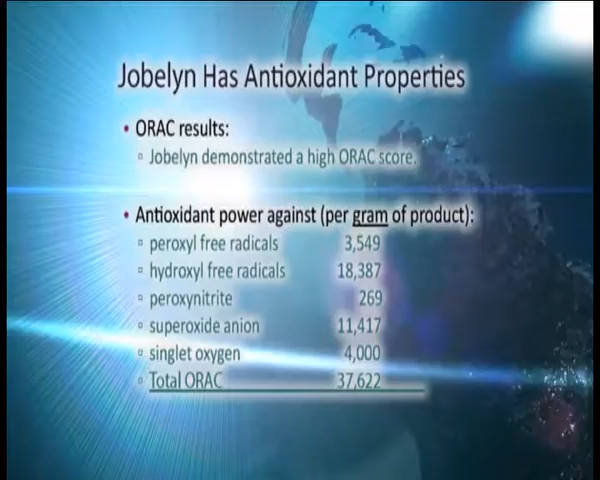 Jobelyn Has Antioxidant Properties
• ORAC results:
▫ Jobelyn demonstrated a high ORAC score.
• Antioxidant power against (per gram of product):
▫ peroxyl free radicals 3,549
▫ hydroxyl free radicals 18,387
▫ peroxynitrite 269
▫ superoxide anion 11,417
▫ singlet oxygen 4,000
▫ Total ORAC 37,622